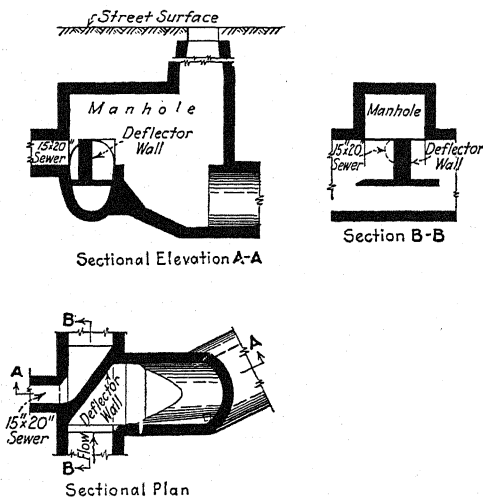 Street Surface
Manhole
Deflector
Wall
15"x20"
Sewer
Sectional Elevation A-A
Manhole
15"x20"
Sewer
Deflector
Wall
Section B-B
B
A
A
15"x20"
Sewer
Deflector
Wall
Flow
B
Sectional Plan